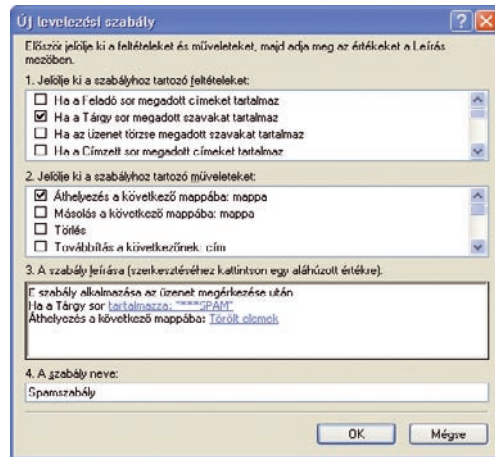 Új levelezési szabály
Először jelölje ki a feltételeket és műveleteket, majd adja meg az értékeket a Leírás
mezőben.
1. Jelölje ki a szabályhoz tartozó feltételeket:
Ha a Feladó sor megadott címeket tartalmaz
Ha a Tárgy sor megadott szavakat tartalmaz
Ha az üzenet törzse megadott szavakat tartalmaz
Ha a Címzett sor megadott címeket tartalmaz
2. Jelölje ki a szabályhoz tartozó műveleteket:
Áthelyezés a következő mappába: mappa
Másolás a következő mappába: mappa
Törlés
Továbbítás a következőnek: cím
3. A szabály leírása (szerkesztéséhez kattintson egy aláhúzott értékre).
E szabály alkalmazása az üzenet megérkezése után
Ha a Tárgy sor tartalmazza: "***SPAM"
Áthelyezés a következő mappába: Törölt elemek
4. A szabály neve:
Spamszabály
OK Mégse